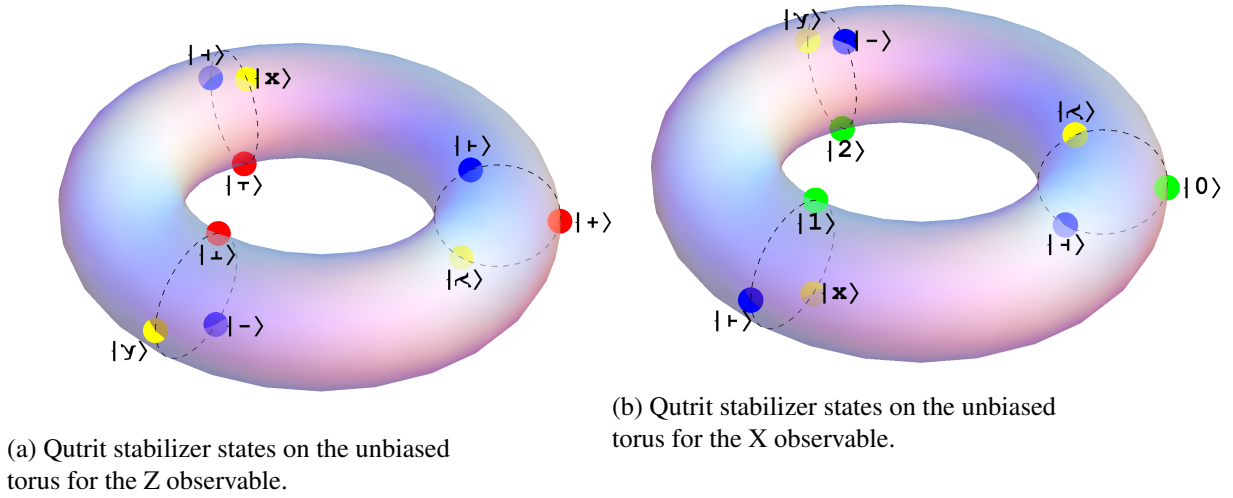 |⊣⟩ |x⟩
|⊢⟩
|⊤⟩
|+⟩
|⊥⟩
|y⟩ |-⟩
|y⟩ |-⟩
|2⟩
|0⟩
|1⟩
|⊣⟩
|x⟩
|⊢⟩
(a) Qutrit stabilizer states on the unbiased
torus for the Z observable.
(b) Qutrit stabilizer states on the unbiased
torus for the X observable.